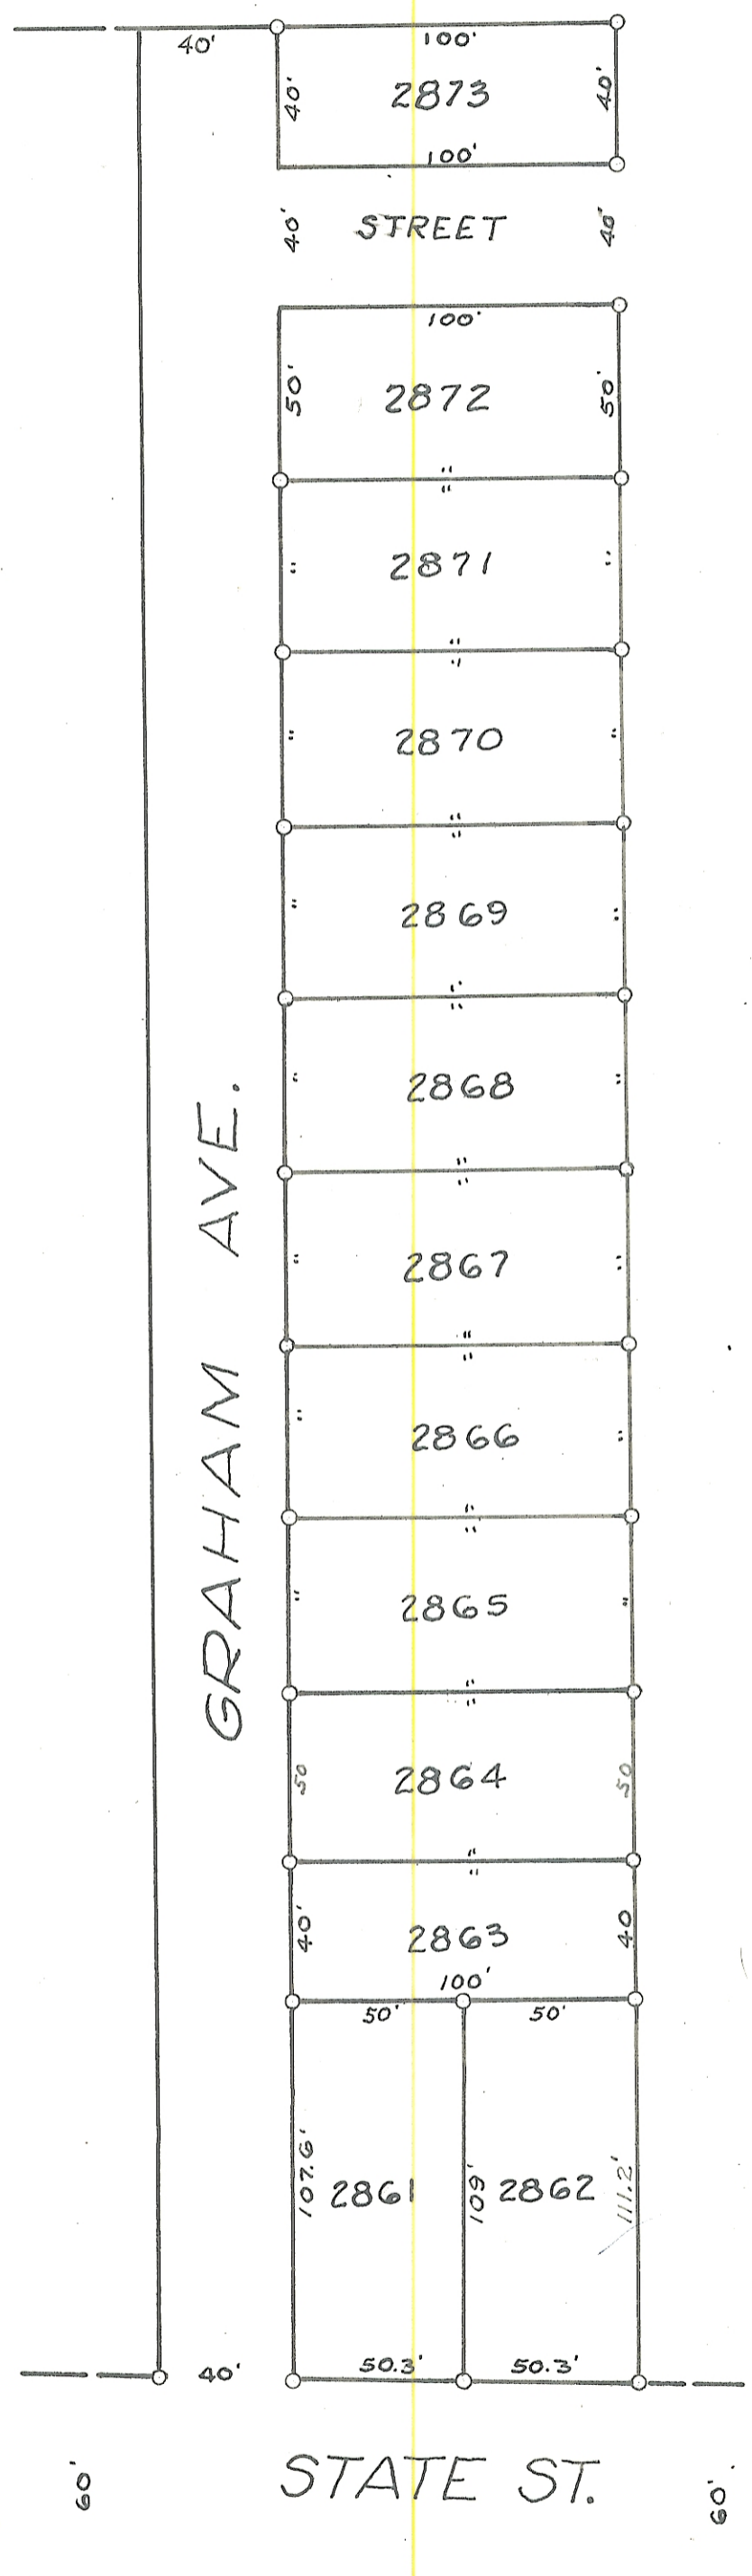 40' 100'
40' 2873 40'
100'
40' STREET 40'
100'
50' 2872 50'
"
"
" 2871 "
"
"
" 2870 "
"
"
" 2869 "
"
"
" 2868 "
"
"
" 2867 "
"
"
" 2866 "
"
"
" 2865 "
"
"
50 2864 50
"
"
40' 2863 40
100'
50' 50'
107.6' 2861 109' 2862 111.2'
40' 50.3' 50.3'
GRAHAM AVE.
60' STATE ST. 60'